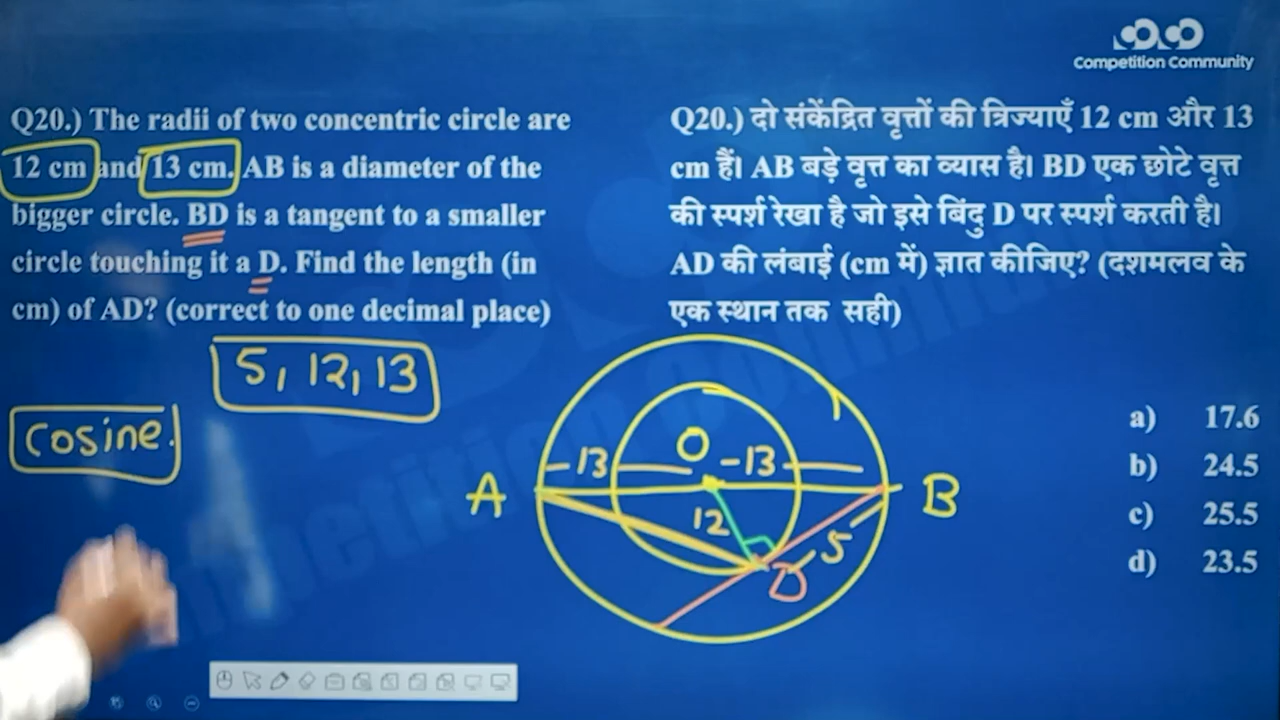 Competition Community
Q20.) The radii of two concentric circle are
12 cm and 13 cm. AB is a diameter of the
bigger circle. BD is a tangent to a smaller
circle touching it a D. Find the length (in
cm) of AD? (correct to one decimal place)
Q20.) दो संकेंद्रित वृत्तों की त्रिज्याएँ 12 cm और 13
cm हैं। AB बड़े वृत्त का व्यास है। BD एक छोटे वृत्त
की स्पर्श रेखा है जो इसे बिंदु D पर स्पर्श करती है।
AD की लंबाई (cm में) ज्ञात कीजिए? (दशमलव के
एक स्थान तक सही)
5, 12, 13
cosine.
A
13
O
13
B
12
5
D
a) 17.6
b) 24.5
c) 25.5
d) 23.5